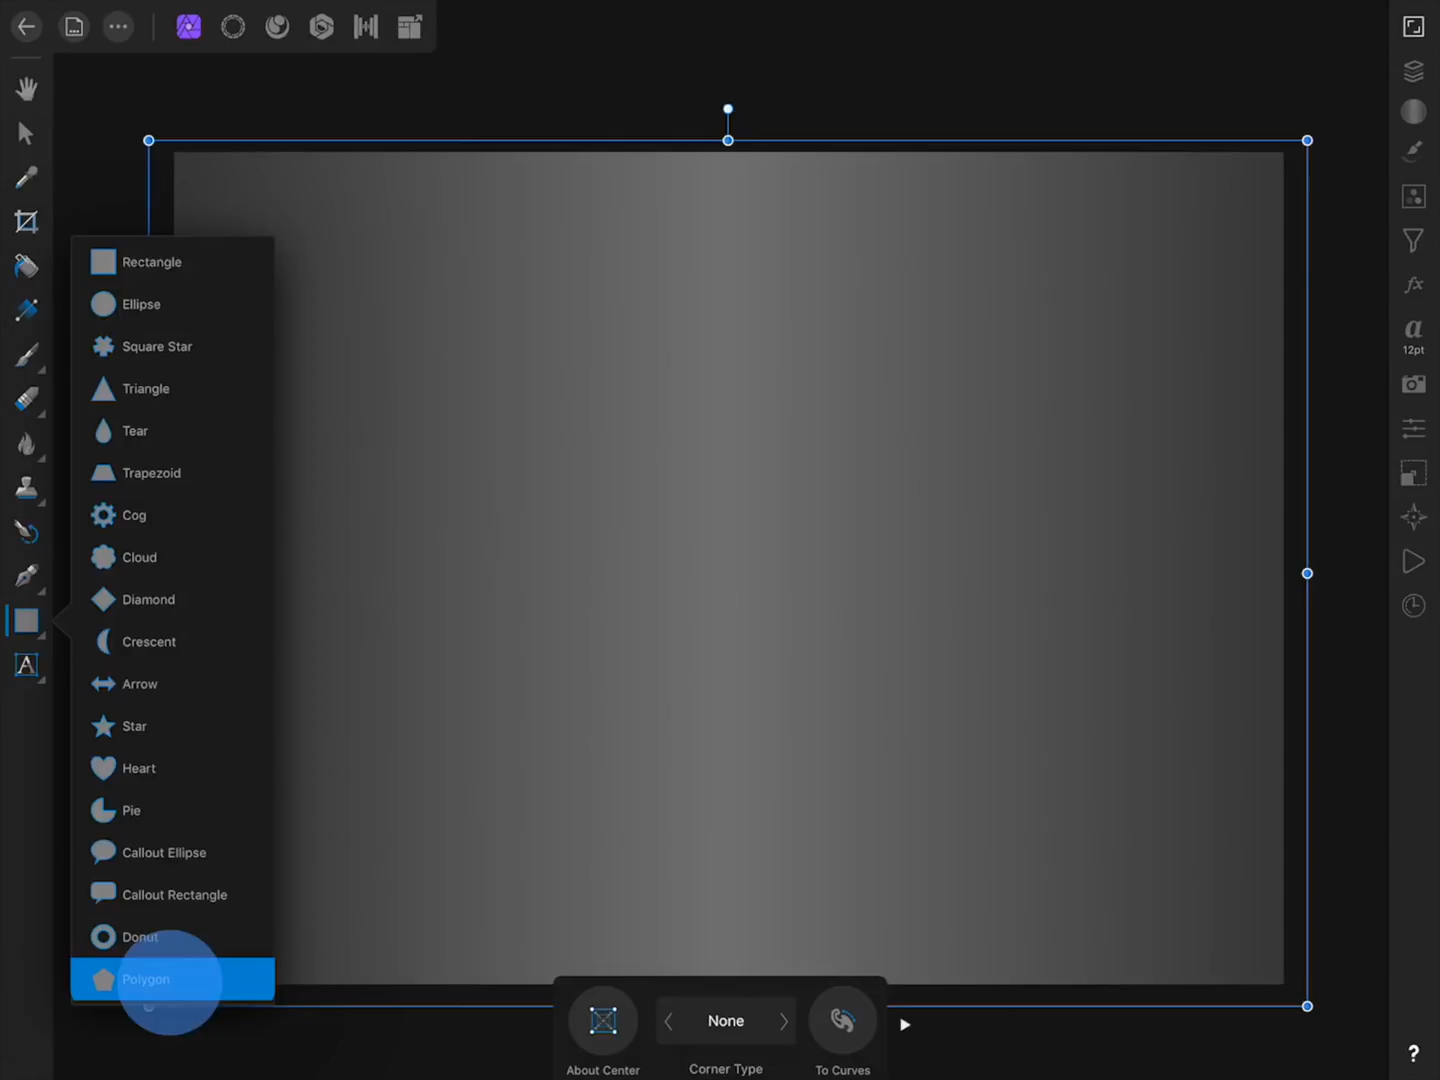 Rectangle
Ellipse
Square Star
Triangle
Tear
Trapezoid
Cog
Cloud
Diamond
Crescent
Arrow
Star
Heart
Pie
Callout Ellipse
Callout Rectangle
Donut
Polygon
A
a
12pt
fx
None
About Center
Corner Type
To Curves
?